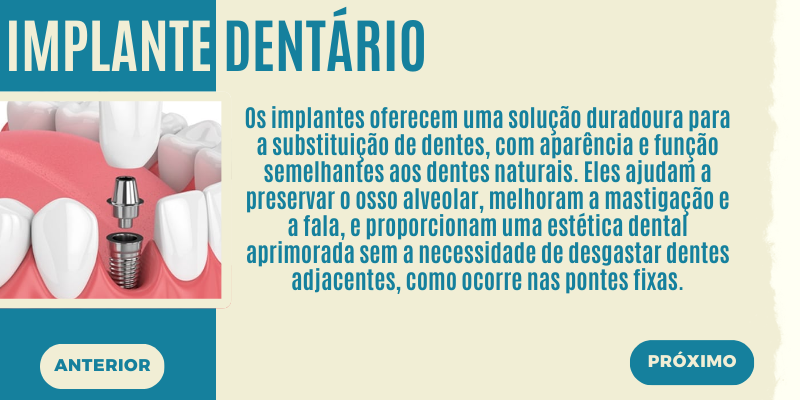 IMPLANTE DENTÁRIO
Os implantes oferecem uma solução duradoura para
a substituição de dentes, com aparência e função
semelhantes aos dentes naturais. Eles ajudam a
preservar o osso alveolar, melhoram a mastigação e
a fala, e proporcionam uma estética dental
aprimorada sem a necessidade de desgastar dentes
adjacentes, como ocorre nas pontes fixas.
ANTERIOR
PRÓXIMO